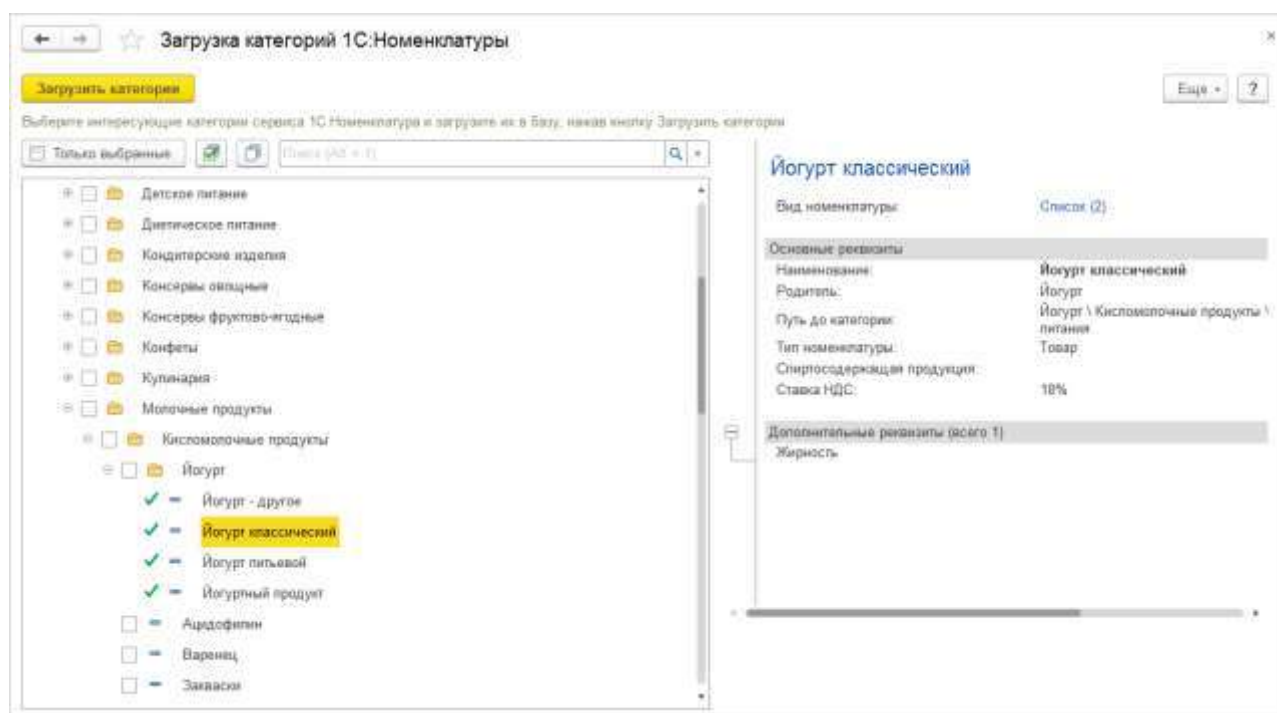 Загрузка категорий 1С:Номенклатуры
Загрузить категории
Еще
?
Выберите интересующие категории сервиса 1С:Номенклатура и загрузите их в базу, нажав кнопку Загрузить категории
Только выбранные
Детское питание
Диетическое питание
Кондитерские изделия
Консервы овощные
Консервы фруктово-ягодные
Конфеты
Кулинария
Молочные продукты
Кисломолочные продукты
Йогурт
Йогурт - другое
Йогурт классический
Йогурт питьевой
Йогуртный продукт
Ацидофилин
Варенец
Закваски
Йогурт классический
Вид номенклатуры: Список (2)
Основные реквизиты
Наименование: Йогурт классический
Родитель: Йогурт
Путь до категории: Йогурт \ Кисломолочные продукты \
питания
Тип номенклатуры: Товар
Спиртосодержащая продукция:
Ставка НДС: 18%
Дополнительные реквизиты (всего 1)
Жирность